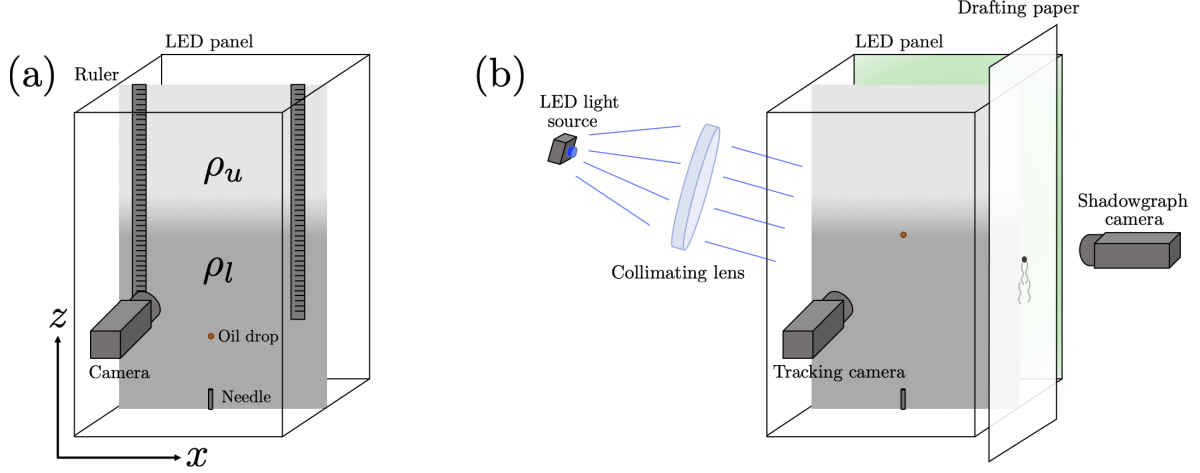 (a)
LED panel
Ruler
ρu
ρl
Oil drop
Camera
Needle
z
x
(b)
Drafting paper
LED panel
LED light
source
Shadowgraph
camera
Collimating lens
Tracking camera